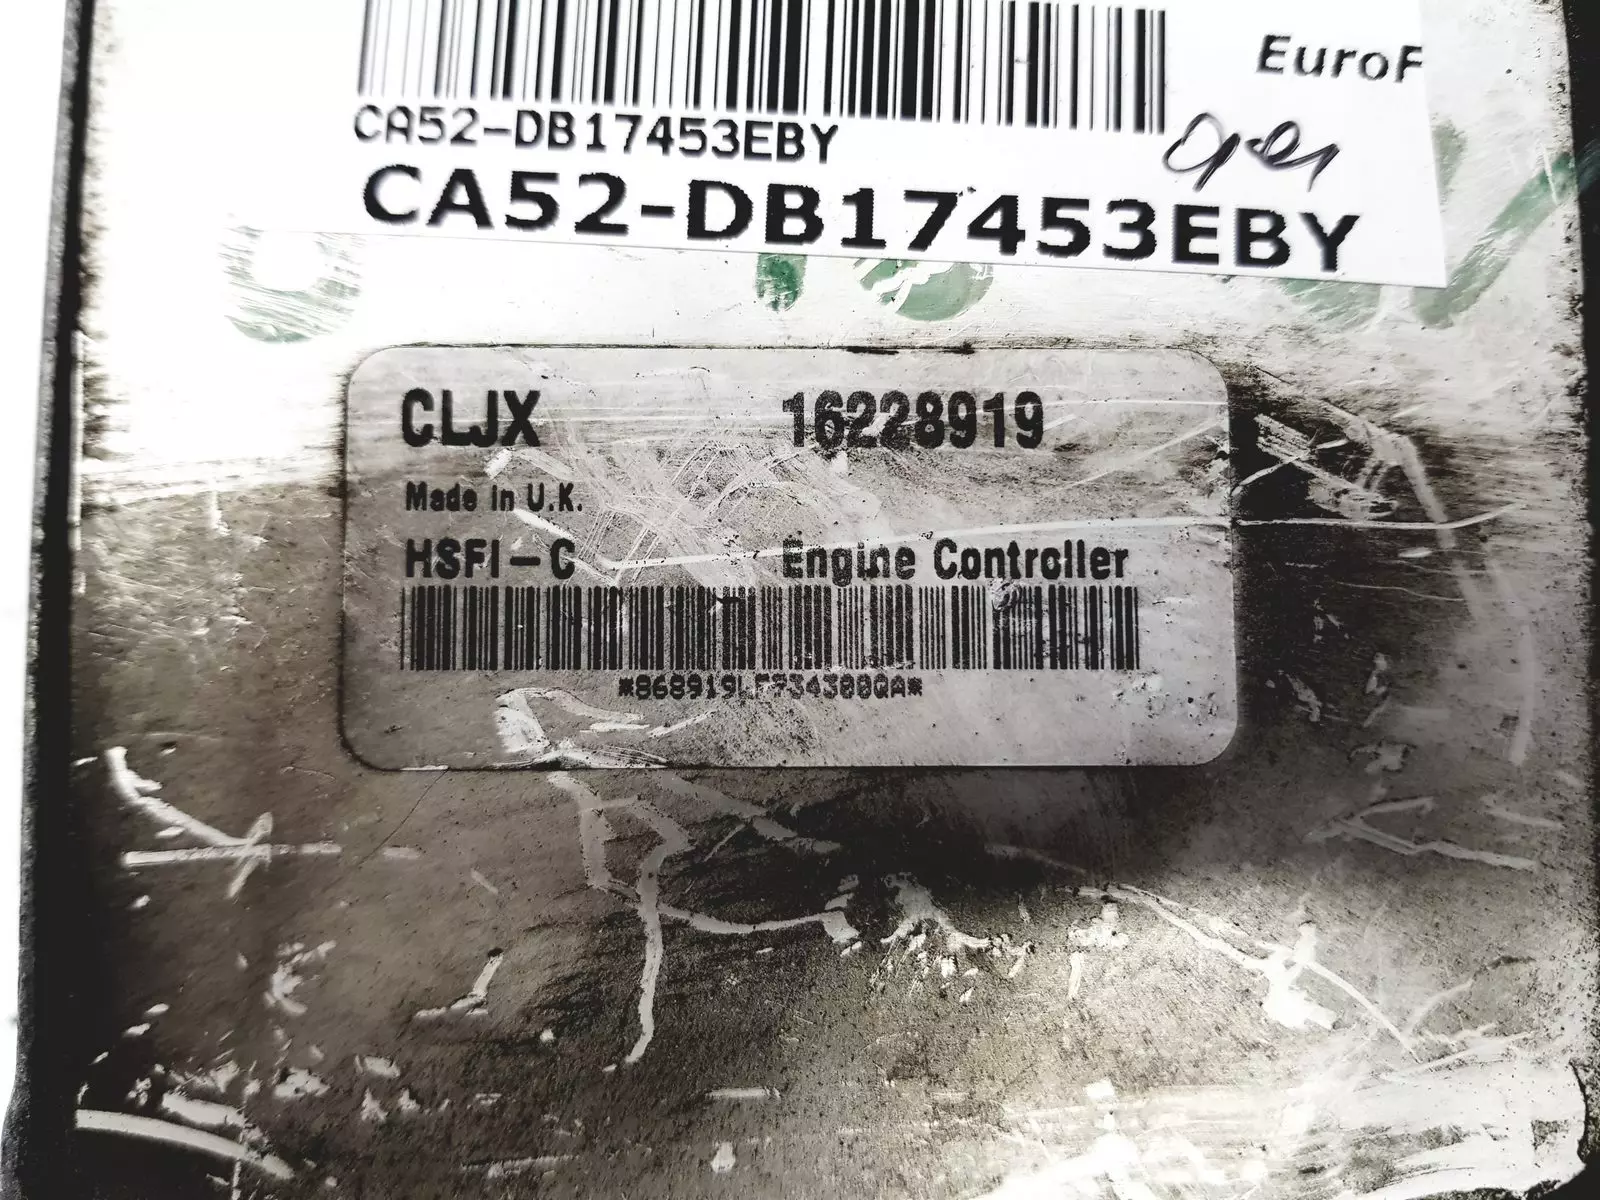 EuroF
CA52-DB17453EBY
CA52-DB17453EBY
CLJX 16228919
Made in U.K.
HSFI-C Engine Controller